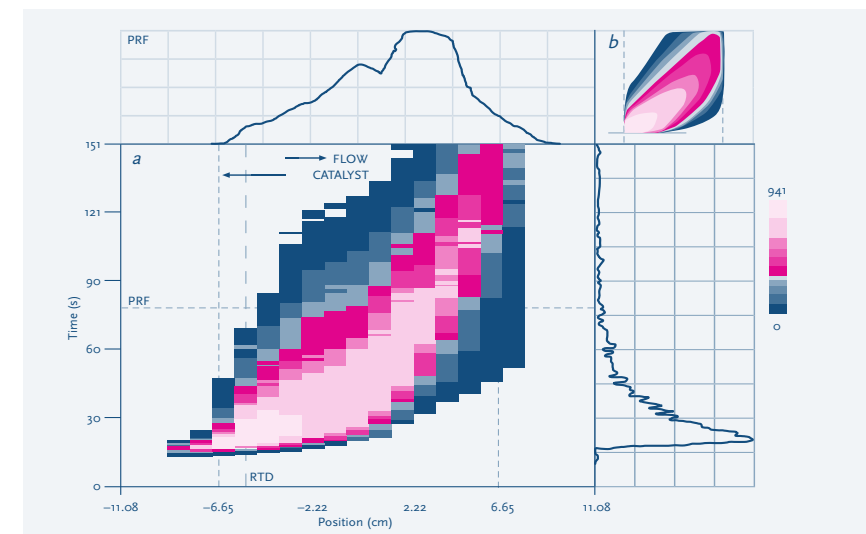 PRF
b
151
a
FLOW
CATALYST
941
121
90
PRF
Time (s)
0
60
30
RTD
0
−11.08
−6.65
−2.22
2.22
6.65
11.08
Position (cm)